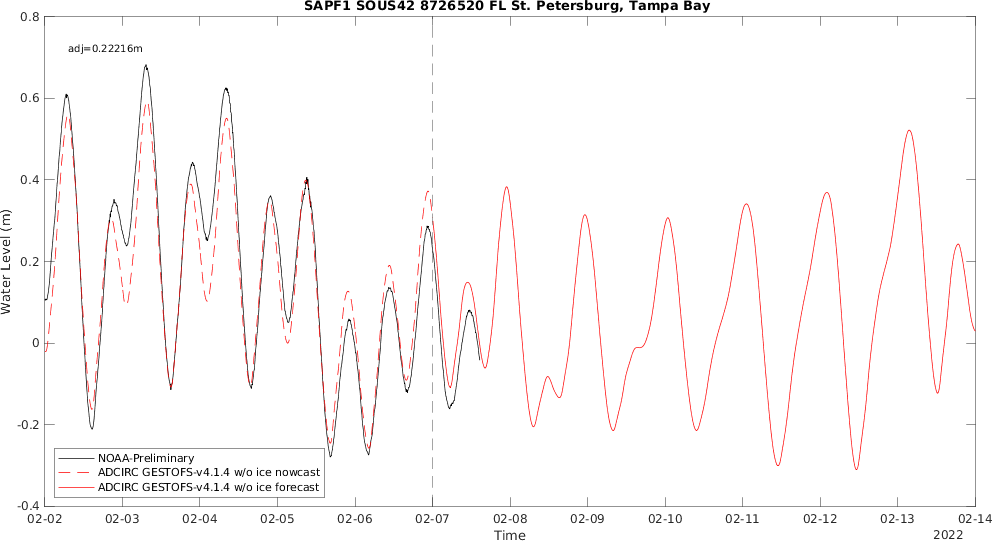 SAPF1 SOUS42 8726520 FL St. Petersburg, Tampa Bay
adj=0.22216m
0.8
0.6
0.4
0.2
0
-0.2
-0.4
Water Level (m)
NOAA-Preliminary
ADCIRC GESTOFS-v4.1.4 w/o ice nowcast
ADCIRC GESTOFS-v4.1.4 w/o ice forecast
02-02 02-03 02-04 02-05 02-06 02-07 02-08 02-09 02-10 02-11 02-12 02-13 02-14
Time
2022